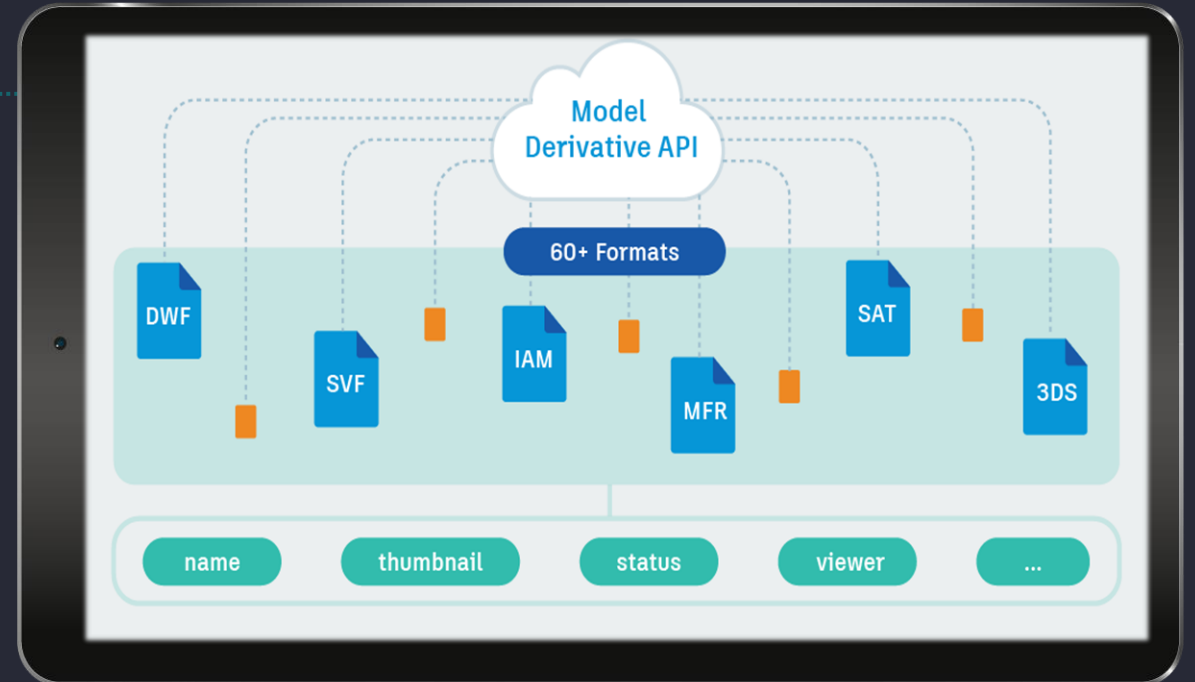 Model
Derivative API
60+ Formats
DWF
SVF
IAM
MFR
SAT
3DS
name
thumbnail
status
viewer
...